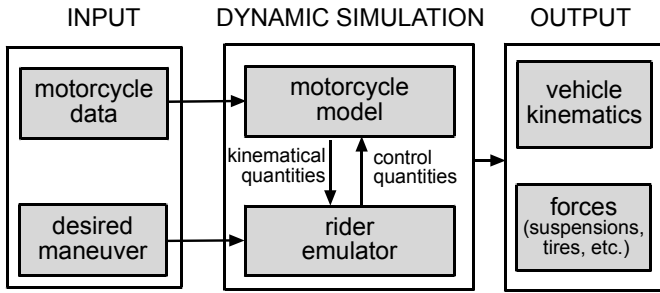 INPUT
DYNAMIC SIMULATION
OUTPUT
motorcycle
data
motorcycle
model
kinematical
quantities
control
quantities
desired
maneuver
rider
emulator
vehicle
kinematics
forces
(suspensions,
tires, etc.)